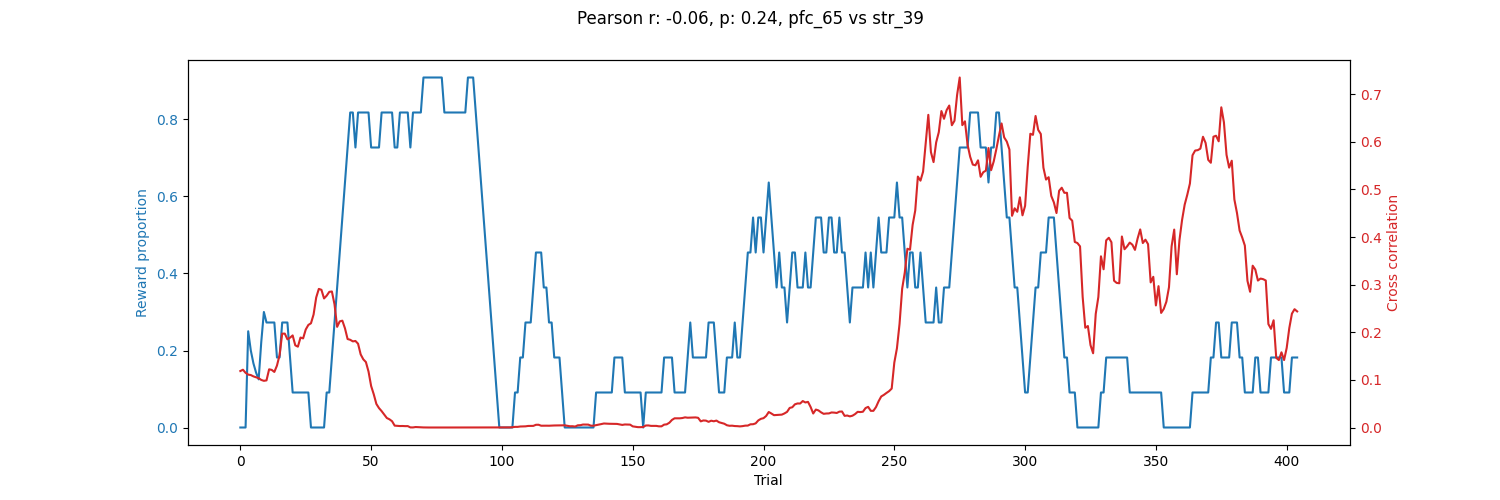 Pearson r: -0.06, p: 0.24, pfc_65 vs str_39
0.8
0.6
0.4
0.2
0.0
Reward proportion
0.7
0.6
0.5
0.4
0.3
0.2
0.1
0.0
Cross correlation
0 50 100 150 200 250 300 350 400
Trial